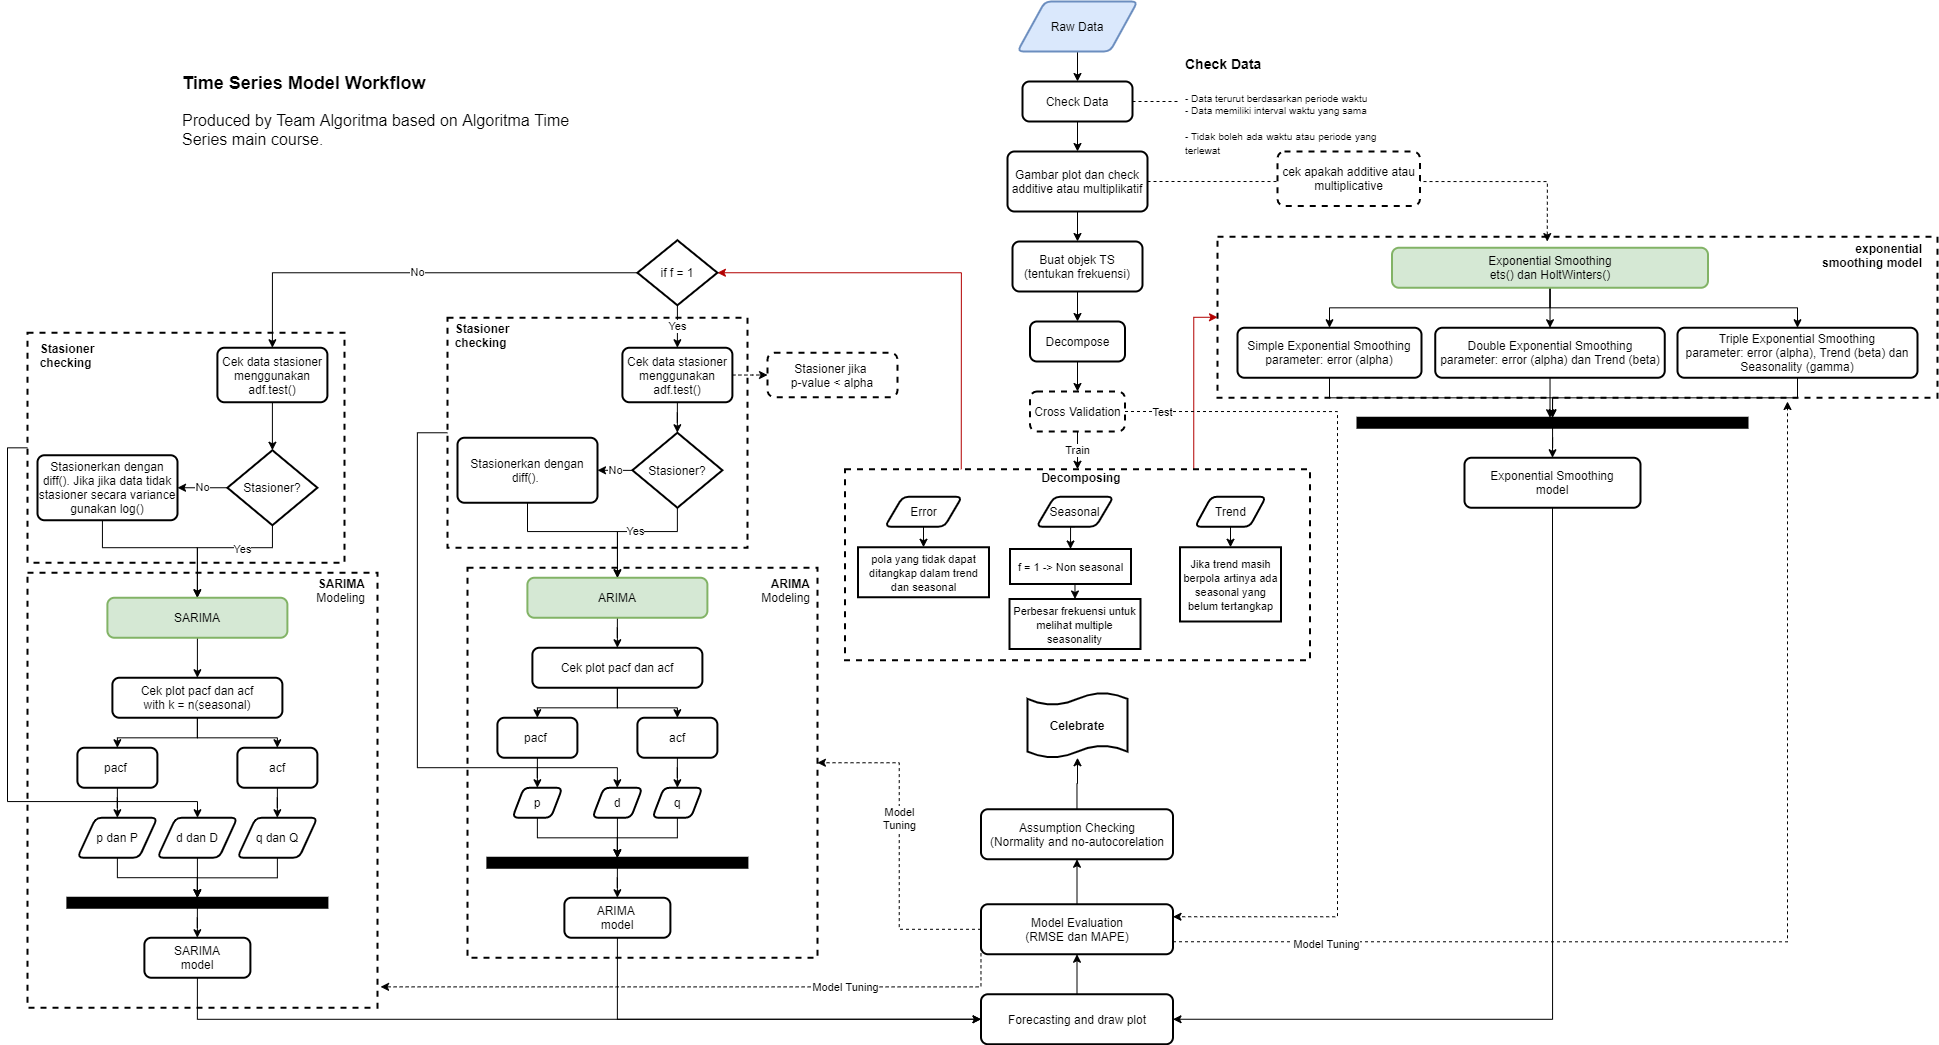 Raw Data
Time Series Model Workflow
Produced by Team Algoritma based on Algoritma Time
Series main course.
Check Data
Check Data
- Data terurut berdasarkan periode waktu
- Data memiliki interval waktu yang sama
- Tidak boleh ada waktu atau periode yang
terlewat
Gambar plot dan check
additive atau multiplikatif
cek apakah additive atau
multiplicative
Buat objek TS
(tentukan frekuensi)
Decompose
Cross Validation
Test
Train
exponential
smoothing model
Exponential Smoothing
ets() dan HoltWinters()
Simple Exponential Smoothing
parameter: error (alpha)
Double Exponential Smoothing
parameter: error (alpha) dan Trend (beta)
Triple Exponential Smoothing
parameter: error (alpha), Trend (beta) dan
Seasonality (gamma)
Exponential Smoothing
model
Decomposing
Error
pola yang tidak dapat
ditangkap dalam trend
dan seasonal
Seasonal
f = 1 -> Non seasonal
Perbesar frekuensi untuk
melihat multiple
seasonality
Trend
Jika trend masih
berpola artinya ada
seasonal yang
belum tertangkap
if f = 1
No
Yes
Stasioner
checking
Cek data stasioner
menggunakan
adf.test()
Stasioner?
No
Stasionerkan dengan
diff(). Jika jika data tidak
stasioner secara variance
gunakan log()
Yes
Stasioner
checking
Cek data stasioner
menggunakan
adf.test()
Stasioner jika
p-value < alpha
Stasioner?
No
Stasionerkan dengan
diff().
Yes
SARIMA
Modeling
SARIMA
Cek plot pacf dan acf
with k = n(seasonal)
pacf
acf
p dan P
d dan D
q dan Q
SARIMA
model
ARIMA
Modeling
ARIMA
Cek plot pacf dan acf
pacf
acf
p
d
q
ARIMA
model
Celebrate
Assumption Checking
(Normality and no-autocorelation
Model Evaluation
(RMSE dan MAPE)
Forecasting and draw plot
Model
Tuning
Model Tuning
Model Tuning